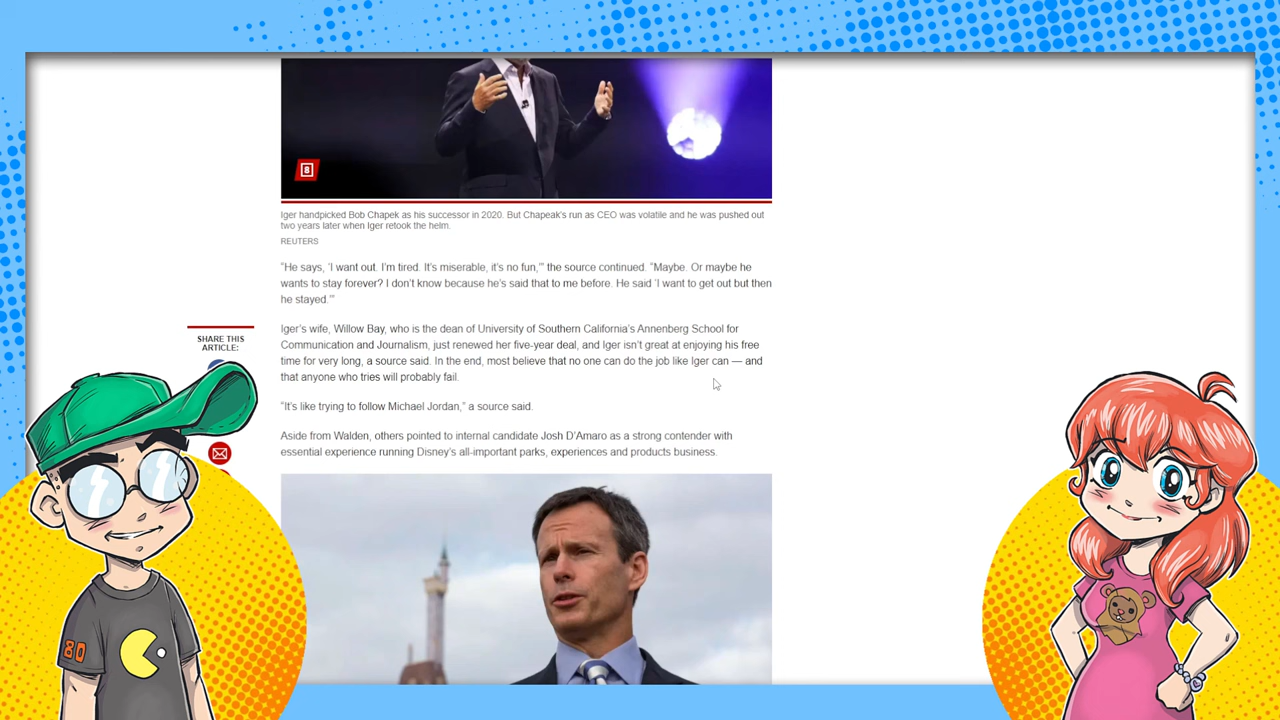 8
Iger handpicked Bob Chapek as his successor in 2020. But Chapeak's run as CEO was volatile and he was pushed out
two years later when Iger retook the helm.
REUTERS
“He says, ‘I want out. I’m tired. It’s miserable, it’s no fun,’” the source continued. “Maybe. Or maybe he
wants to stay forever? I don’t know because he’s said that to me before. He said ‘I want to get out but then
he stayed.’”
Iger’s wife, Willow Bay, who is the dean of University of Southern California’s Annenberg School for
Communication and Journalism, just renewed her five-year deal, and Iger isn’t great at enjoying his free
time for very long, a source said. In the end, most believe that no one can do the job like Iger can — and
that anyone who tries will probably fail.
SHARE THIS
ARTICLE:
“It’s like trying to follow Michael Jordan,” a source said.
Aside from Walden, others pointed to internal candidate Josh D’Amaro as a strong contender with
essential experience running Disney’s all-important parks, experiences and products business.
80